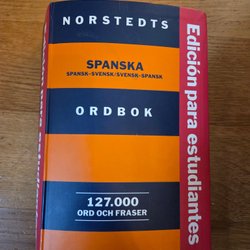 NORSTEDTS
SPANSKA
SPANSK–SVENSK/SVENSK–SPANSK
ORDBOK
127.000
ORD OCH FRASER
Edición para estudiantes